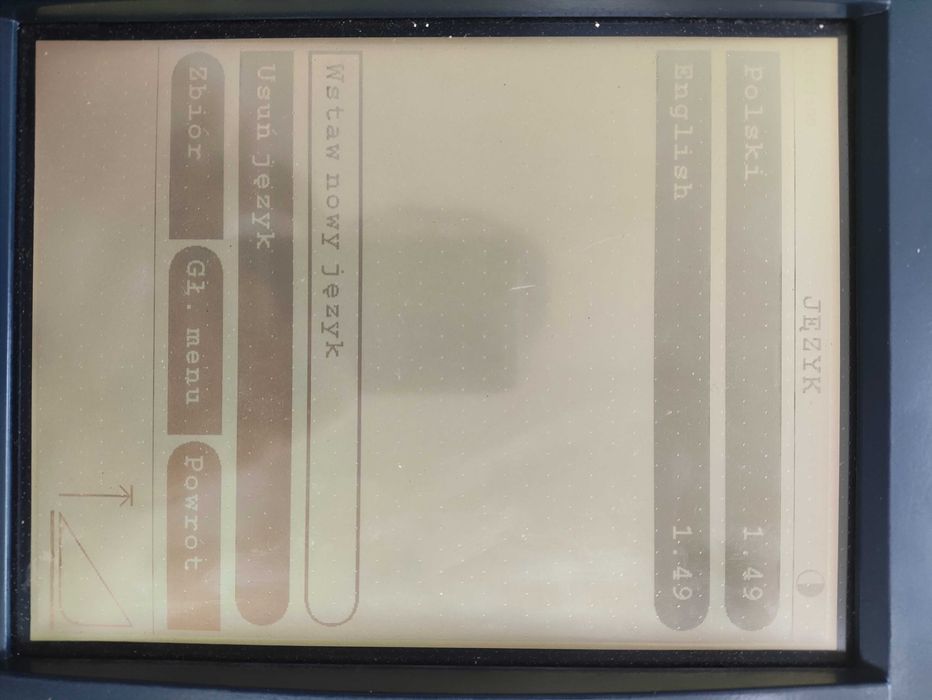 JĘZYK
Polski 1.49
English 1.49
Wstaw nowy język
Usuń język
Zbiór Gł. menu Powrót